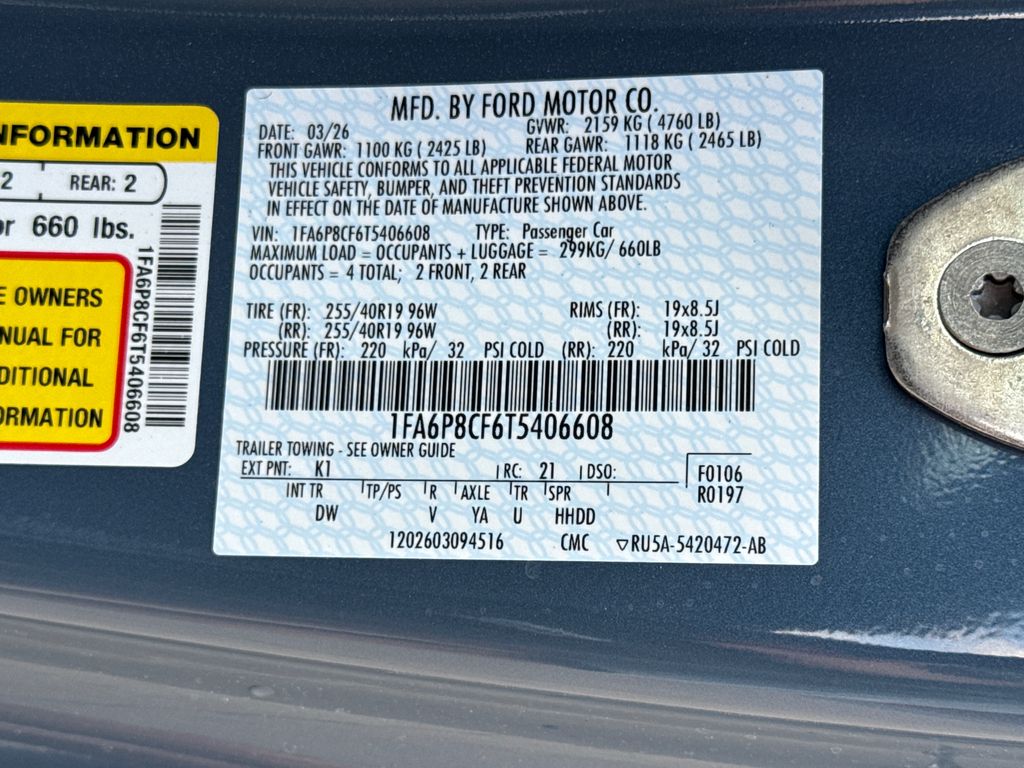 NFORMATION
2 REAR: 2
or 660 lbs.
E OWNERS
NUAL FOR
DITIONAL
ORMATION
1FA6P8CF6T5406608
MFD. BY FORD MOTOR CO.
DATE: 03/26 GVWR: 2159 KG ( 4760 LB)
FRONT GAWR: 1100 KG ( 2425 LB) REAR GAWR: 1118 KG ( 2465 LB)
THIS VEHICLE CONFORMS TO ALL APPLICABLE FEDERAL MOTOR
VEHICLE SAFETY, BUMPER, AND THEFT PREVENTION STANDARDS
IN EFFECT ON THE DATE OF MANUFACTURE SHOWN ABOVE.
VIN: 1FA6P8CF6T5406608 TYPE: Passenger Car
MAXIMUM LOAD = OCCUPANTS + LUGGAGE = 299KG/ 660LB
OCCUPANTS = 4 TOTAL; 2 FRONT, 2 REAR
TIRE (FR): 255/40R19 96W RIMS (FR): 19x8.5J
(RR): 255/40R19 96W (RR): 19x8.5J
PRESSURE (FR): 220 kPa/ 32 PSI COLD (RR): 220 kPa/ 32 PSI COLD
1FA6P8CF6T5406608
TRAILER TOWING - SEE OWNER GUIDE
EXT PNT: K1 RC: 21 DSO: F0106
INT TR TP/PS R AXLE TR SPR R0197
DW V YA U HHDD
1202603094516 CMC ▽RU5A-5420472-AB